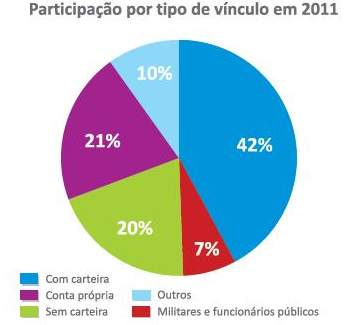 Participação por tipo de vínculo em 2011
10%
42%
21%
20%
7%
Com carteira
Conta própria
Outros
Sem carteira
Militares e funcionários públicos